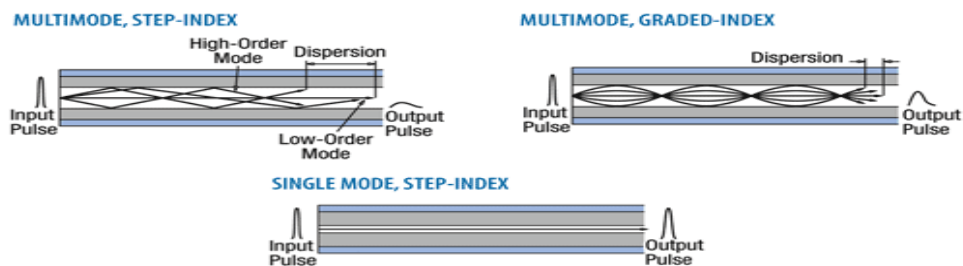 MULTIMODE, STEP-INDEX
High-Order
Mode
Dispersion
Input
Pulse
Output
Pulse
Low-Order
Mode
MULTIMODE, GRADED-INDEX
Dispersion
Input
Pulse
Output
Pulse
SINGLE MODE, STEP-INDEX
Input
Pulse
Output
Pulse